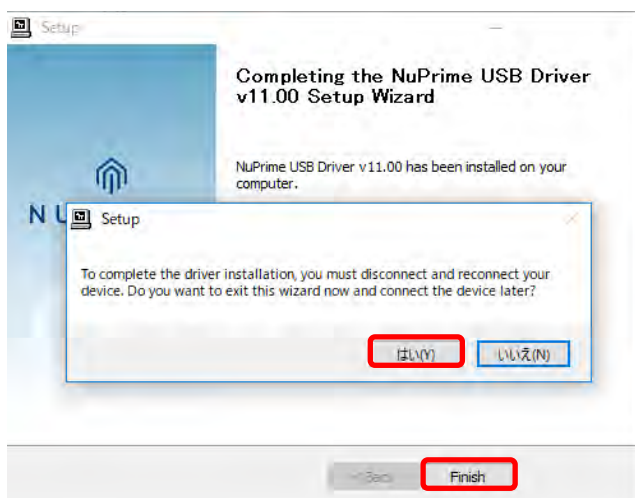 Setup
Completing the NuPrime USB Driver
v11.00 Setup Wizard
NuPrime USB Driver v11.00 has been installed on your
computer.
N U
Setup
To complete the driver installation, you must disconnect and reconnect your
device. Do you want to exit this wizard now and connect the device later?
はい(Y) いいえ(N)
< Back Finish